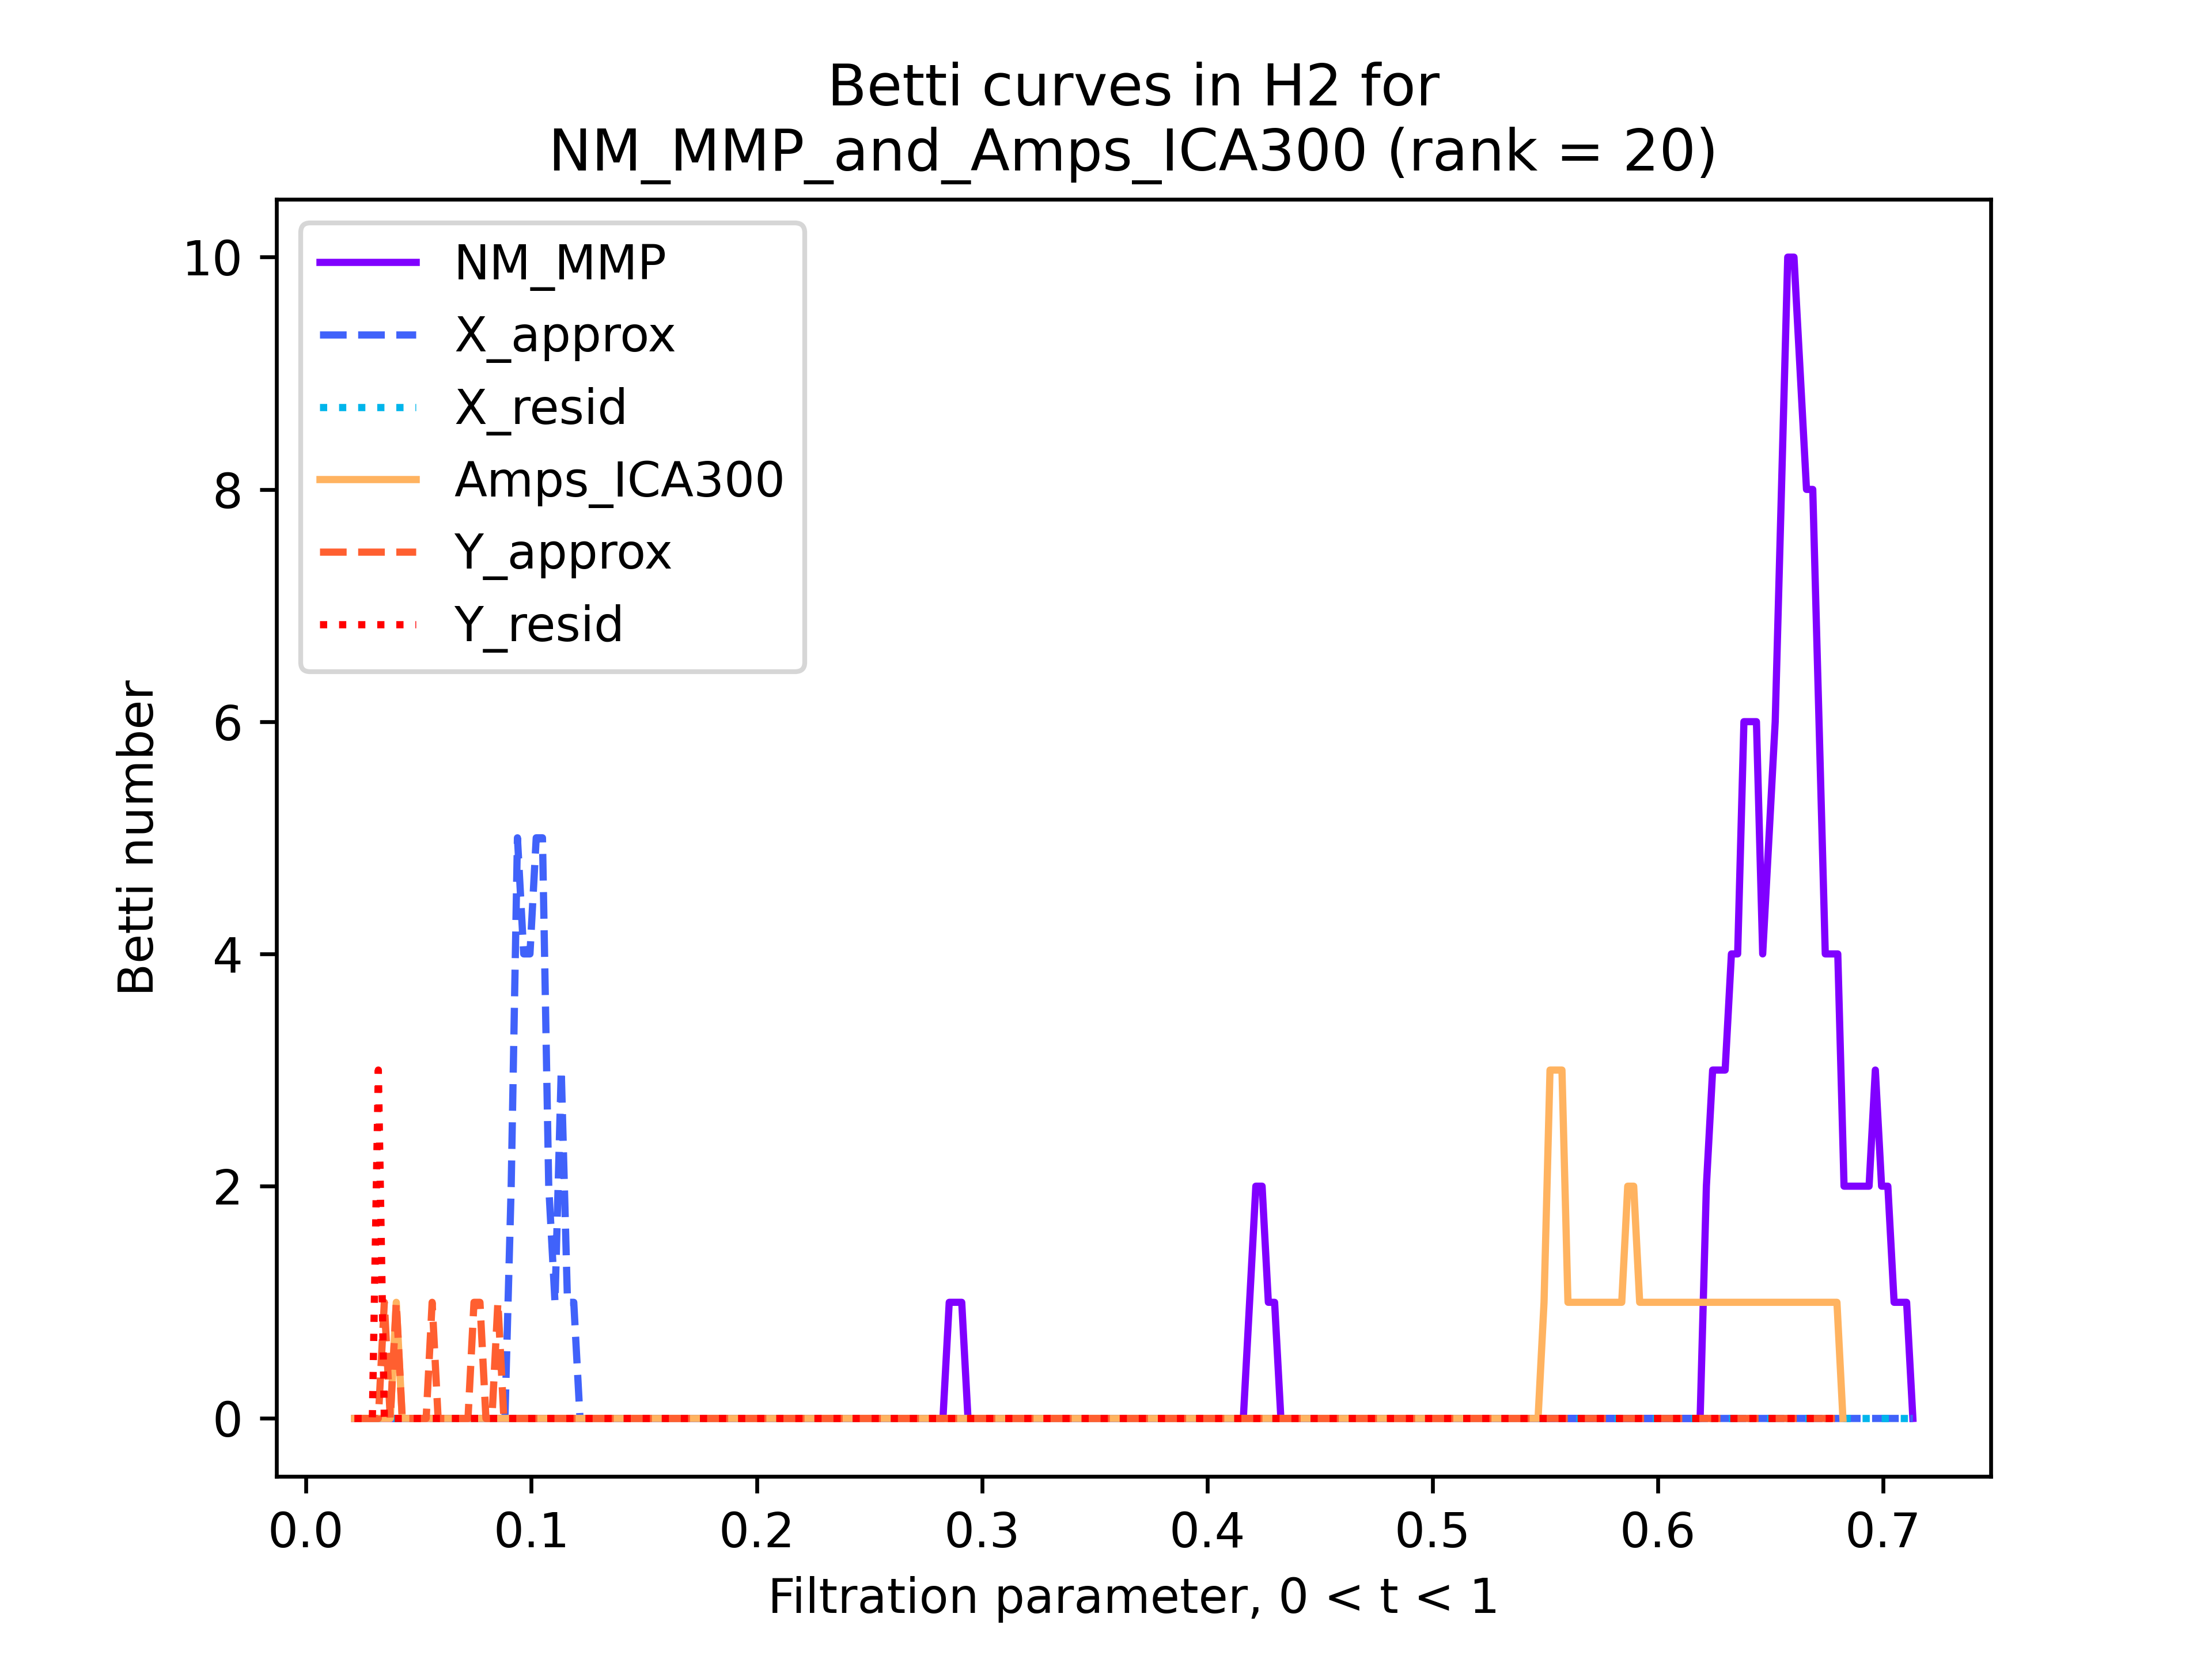 Betti curves in H2 for
NM_MMP_and_Amps_ICA300 (rank = 20)
NM_MMP
X_approx
X_resid
Amps_ICA300
Y_approx
Y_resid
Betti number
10
8
6
4
2
0
0.0 0.1 0.2 0.3 0.4 0.5 0.6 0.7
Filtration parameter, 0 < t < 1